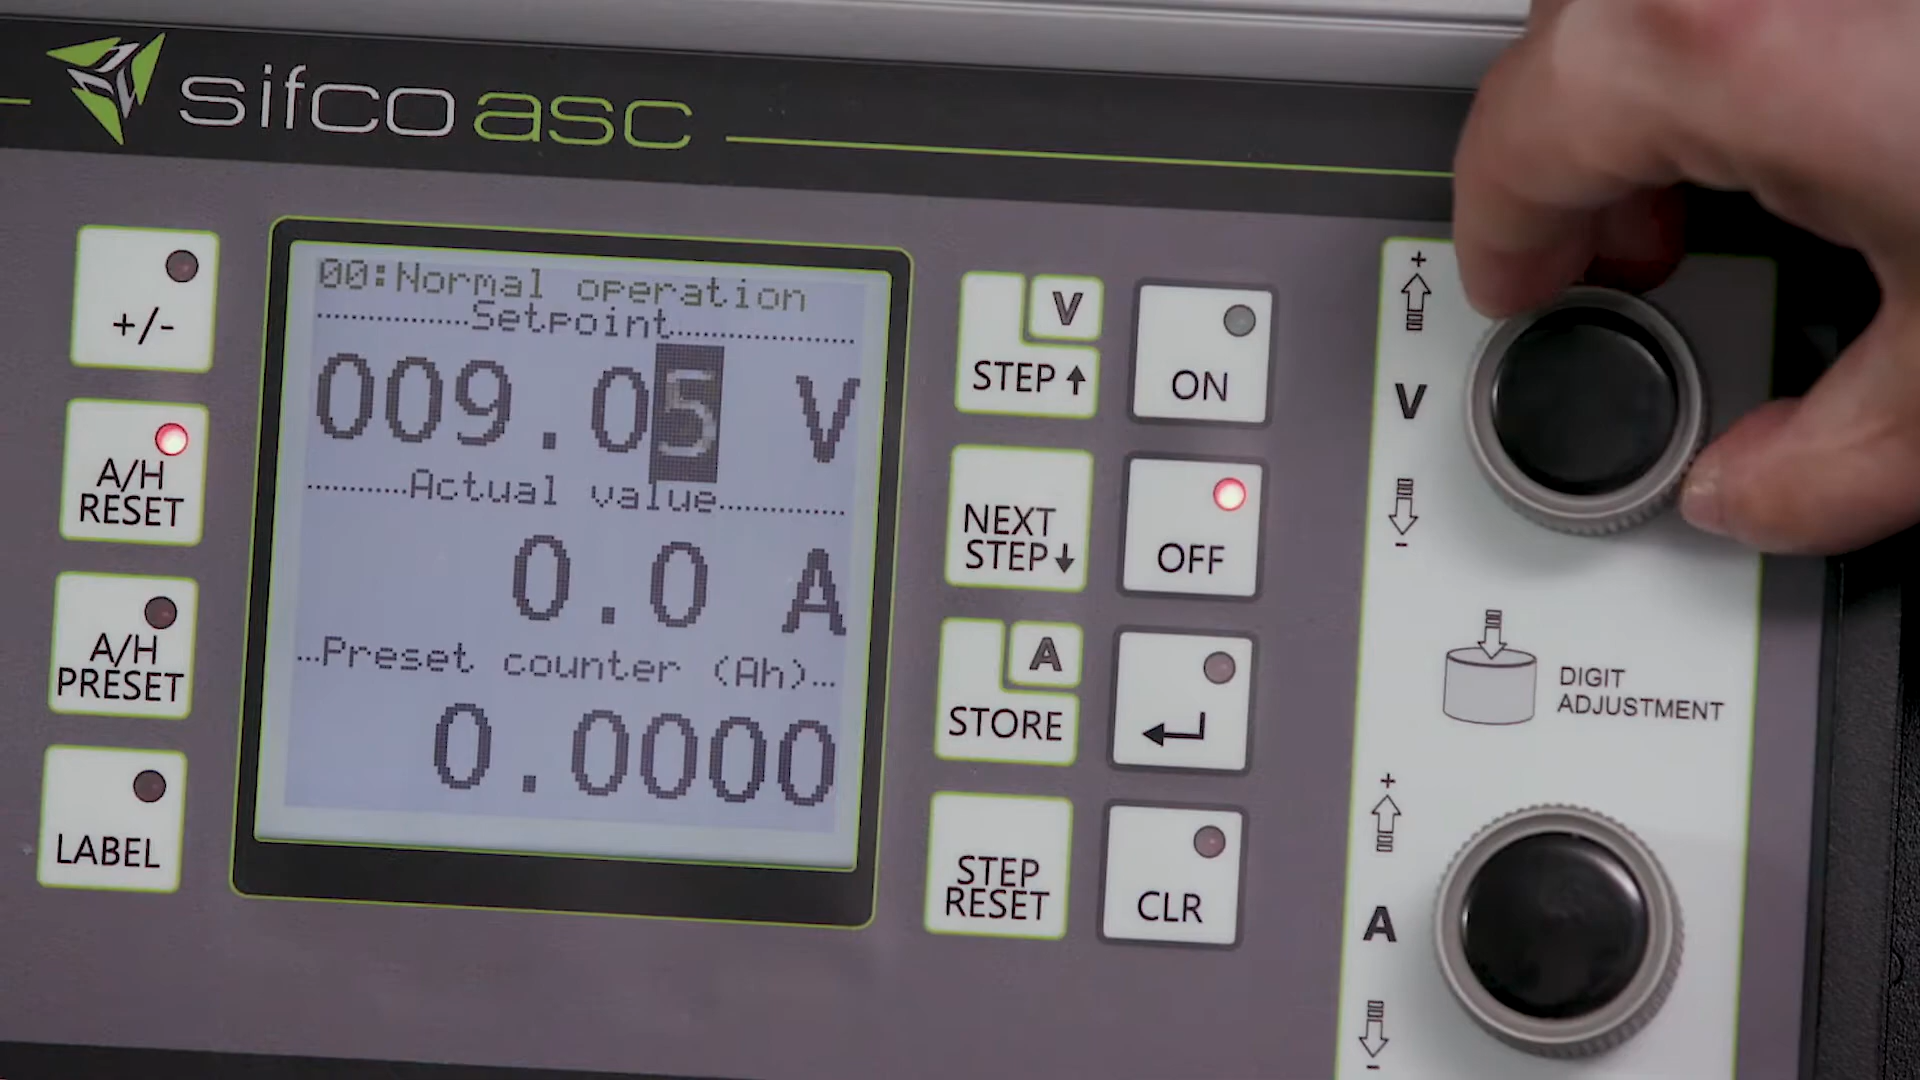 sifco asc
+/-
A/H
RESET
A/H
PRESET
LABEL
00:Normal operation
Setpoint
009.05 V
Actual value
0.0 A
Preset counter (Ah)
0.0000
V
STEP ↑
NEXT
STEP ↓
A
STORE
STEP
RESET
ON
OFF
CLR
+
V
-
DIGIT
ADJUSTMENT
+
A
-